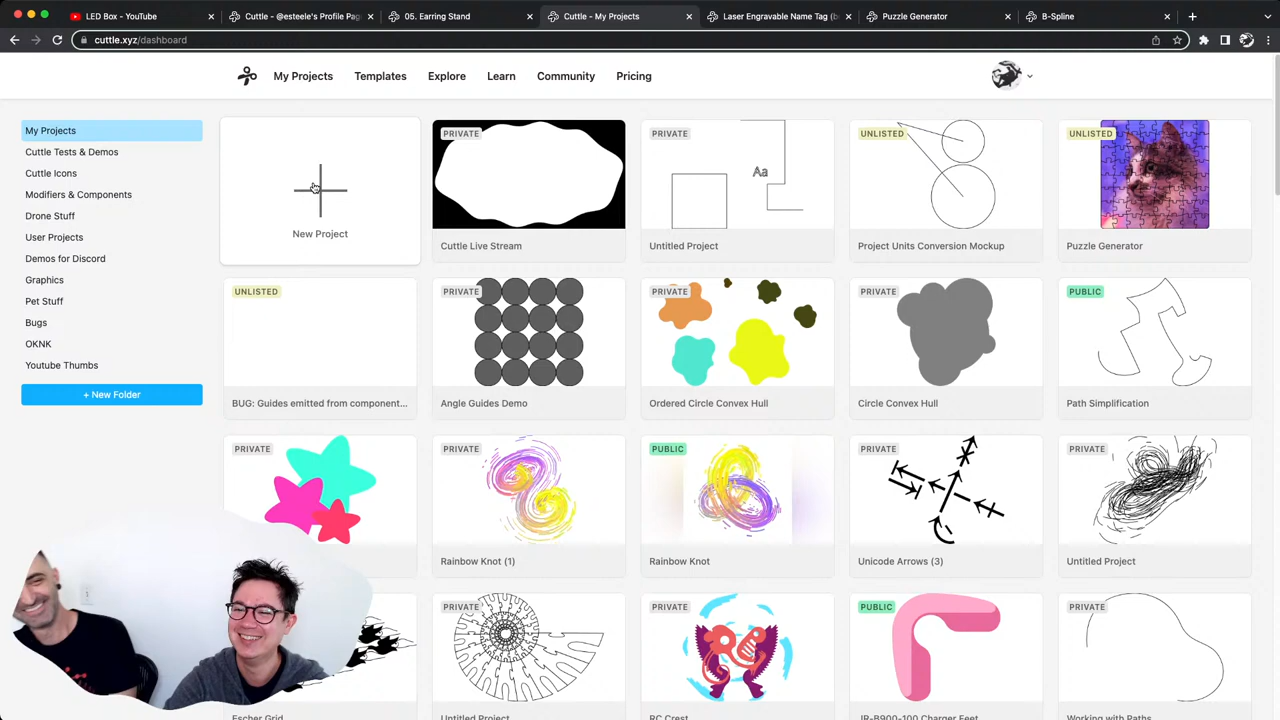 LED Box - YouTube
Cuttle - @esteele's Profile Pag
05. Earring Stand
Cuttle - My Projects
Laser Engravable Name Tag (b
Puzzle Generator
B-Spline
cuttle.xyz/dashboard
My Projects
Templates
Explore
Learn
Community
Pricing
My Projects
Cuttle Tests & Demos
Cuttle Icons
Modifiers & Components
Drone Stuff
User Projects
Demos for Discord
Graphics
Pet Stuff
Bugs
OKNK
Youtube Thumbs
+ New Folder
New Project
PRIVATE
Cuttle Live Stream
PRIVATE
Aa
Untitled Project
UNLISTED
Project Units Conversion Mockup
UNLISTED
Puzzle Generator
UNLISTED
BUG: Guides emitted from component...
PRIVATE
Angle Guides Demo
PRIVATE
Ordered Circle Convex Hull
PRIVATE
Circle Convex Hull
PUBLIC
Path Simplification
PRIVATE
PRIVATE
Rainbow Knot (1)
PUBLIC
Rainbow Knot
PRIVATE
Unicode Arrows (3)
PRIVATE
Untitled Project
Escher Grid
PRIVATE
Untitled Project
PRIVATE
RC Crest
PUBLIC
JR-B900-100 Charger Feet
PRIVATE
Working with Paths